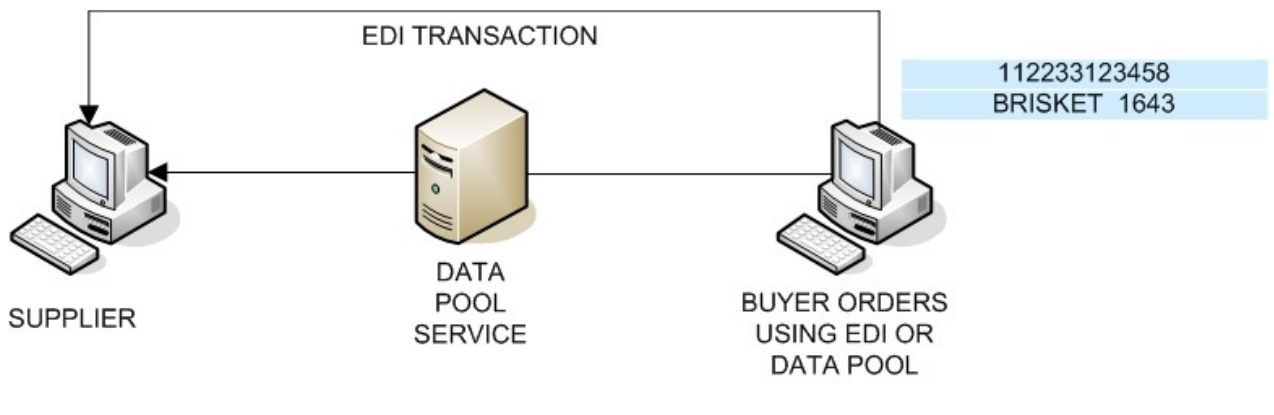 EDI TRANSACTION
112233123458
BRISKET 1643
SUPPLIER
DATA
POOL
SERVICE
BUYER ORDERS
USING EDI OR
DATA POOL